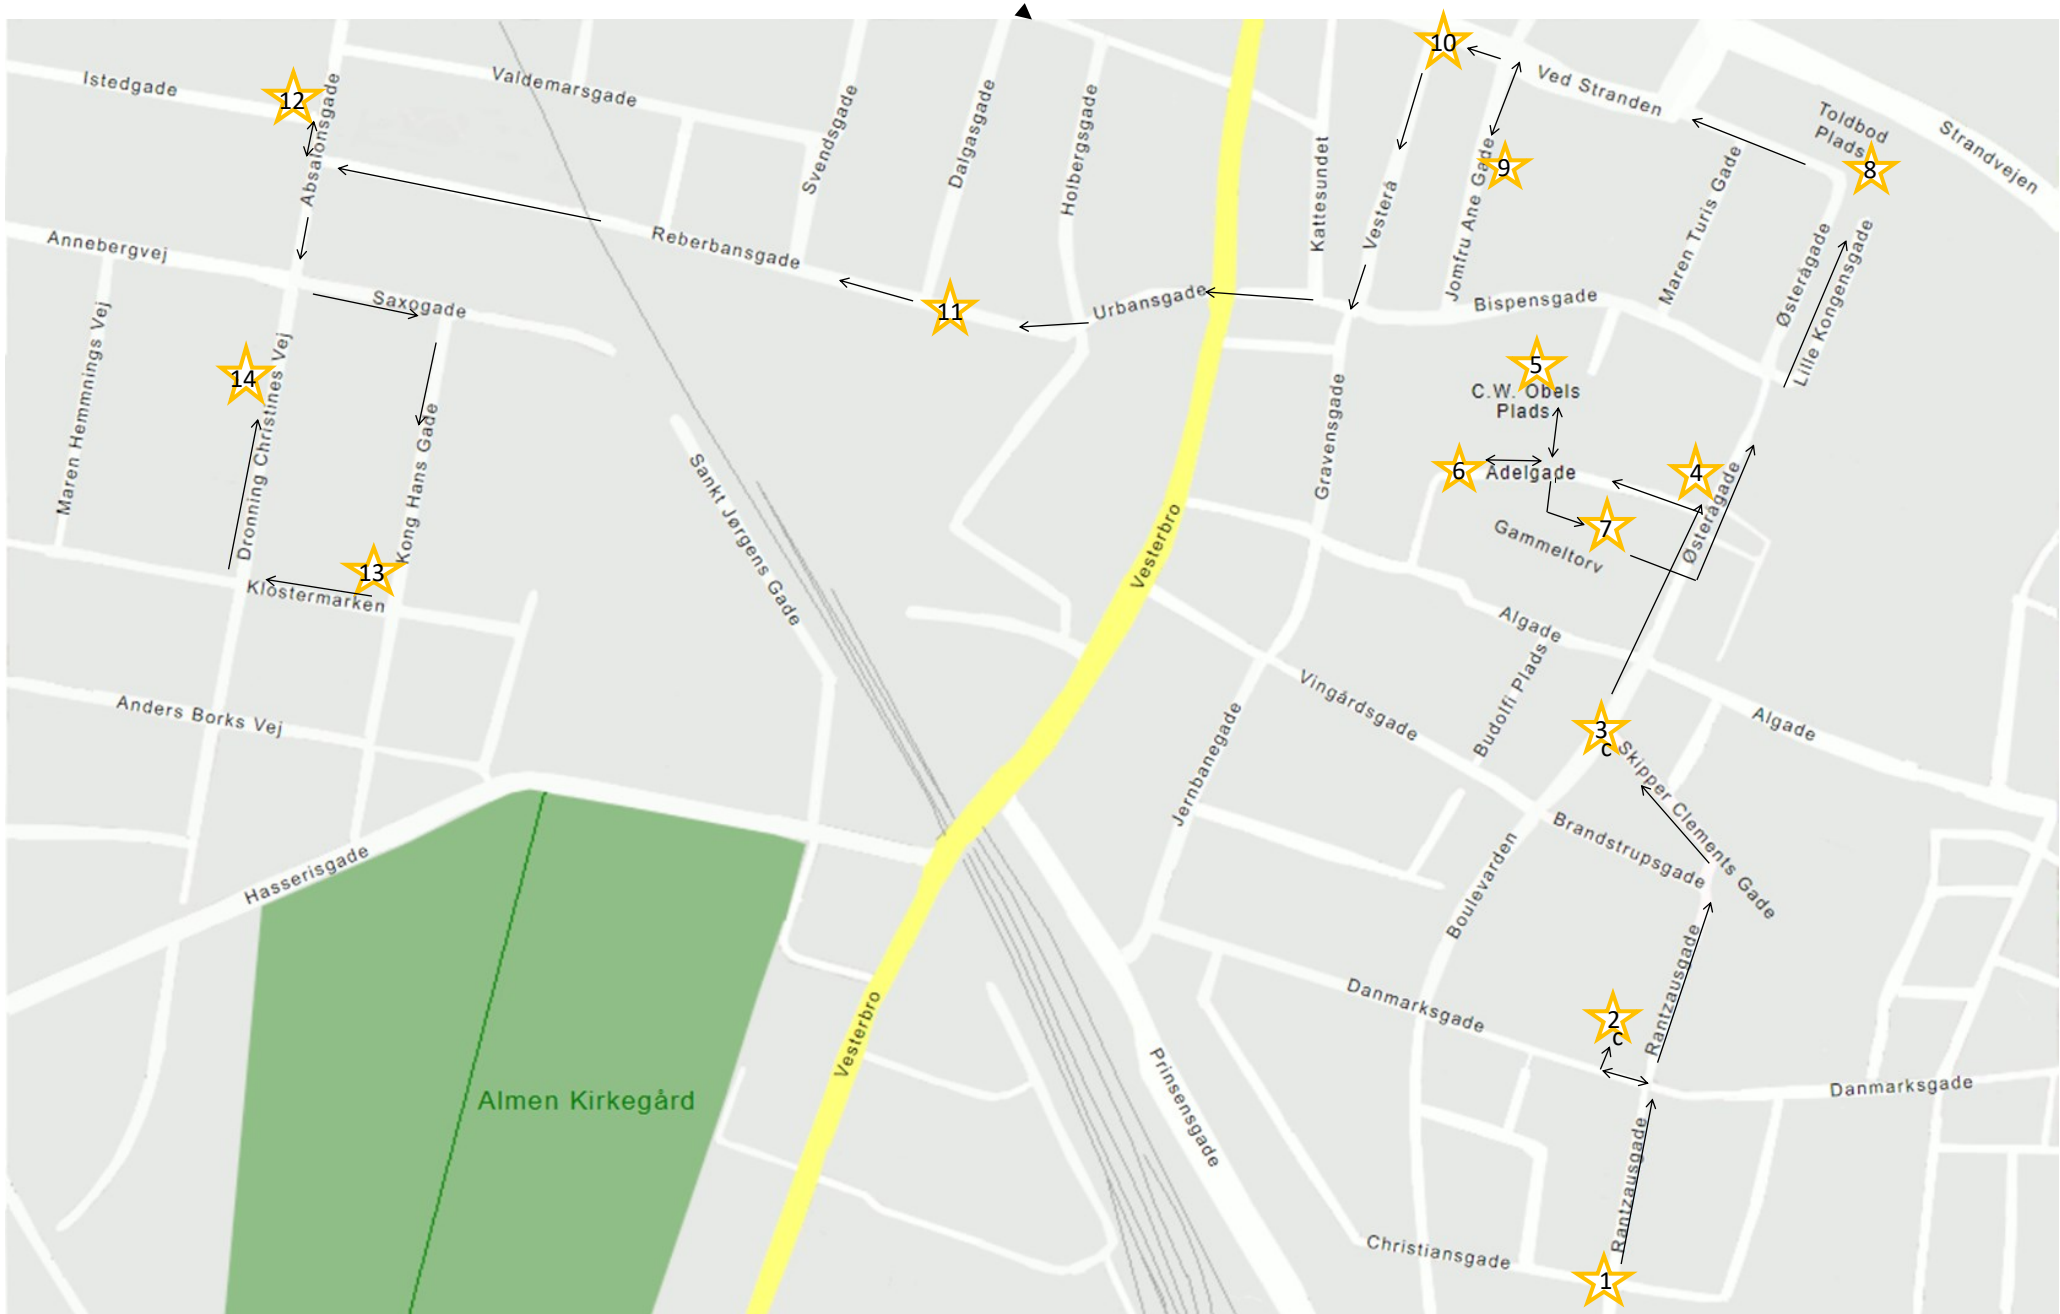 10
Istedgade
12
Absalonsgade
Valdemarsgade
Svendsgade
Dalgasgade
Holbergsgade
Kattesundet
Vesterå
Jomfru Ane Gade
9
Ved Stranden
Toldbod
Plads
8
Strandvejen
Maren Turis Gade
Østerågade
Lille Kongensgade
Annebergvej
Saxogade
Reberbansgade
11
Urbansgade
Bispensgade
Maren Hemmnings Vej
14
Dronning Christines Vej
Kong Hans Gade
5
C.W. Obels
Plads
Gravensgade
6
Adelgade
4
Østerågade
7
Gammeltorv
Sankt Jørgens Gade
Vesterbro
13
Klostermarken
Algade
Budolfi Plads
Anders Borks Vej
Vingårdsgade
Jernbanegade
3
c
Skipper Clements Gade
Algade
Brandstrupsgade
Boulevarden
Hasserisgade
Danmarksgade
2
c
Rantzausgade
Vesterbro
Almen Kirkegård
Prinsensgade
Danmarksgade
Rantzausgade
Christiansgade
1